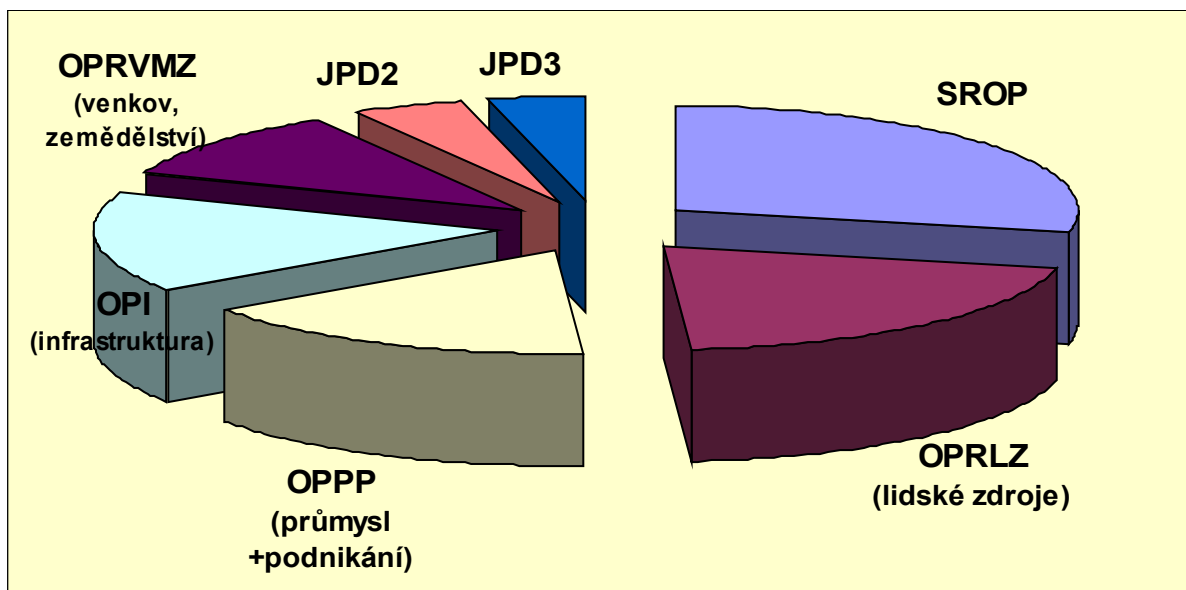 OPRVMZ
(venkov,
zemědělství)
JPD2
JPD3
SROP
OPI
(infrastruktura)
OPPP
(průmysl
+podnikání)
OPRLZ
(lidské zdroje)